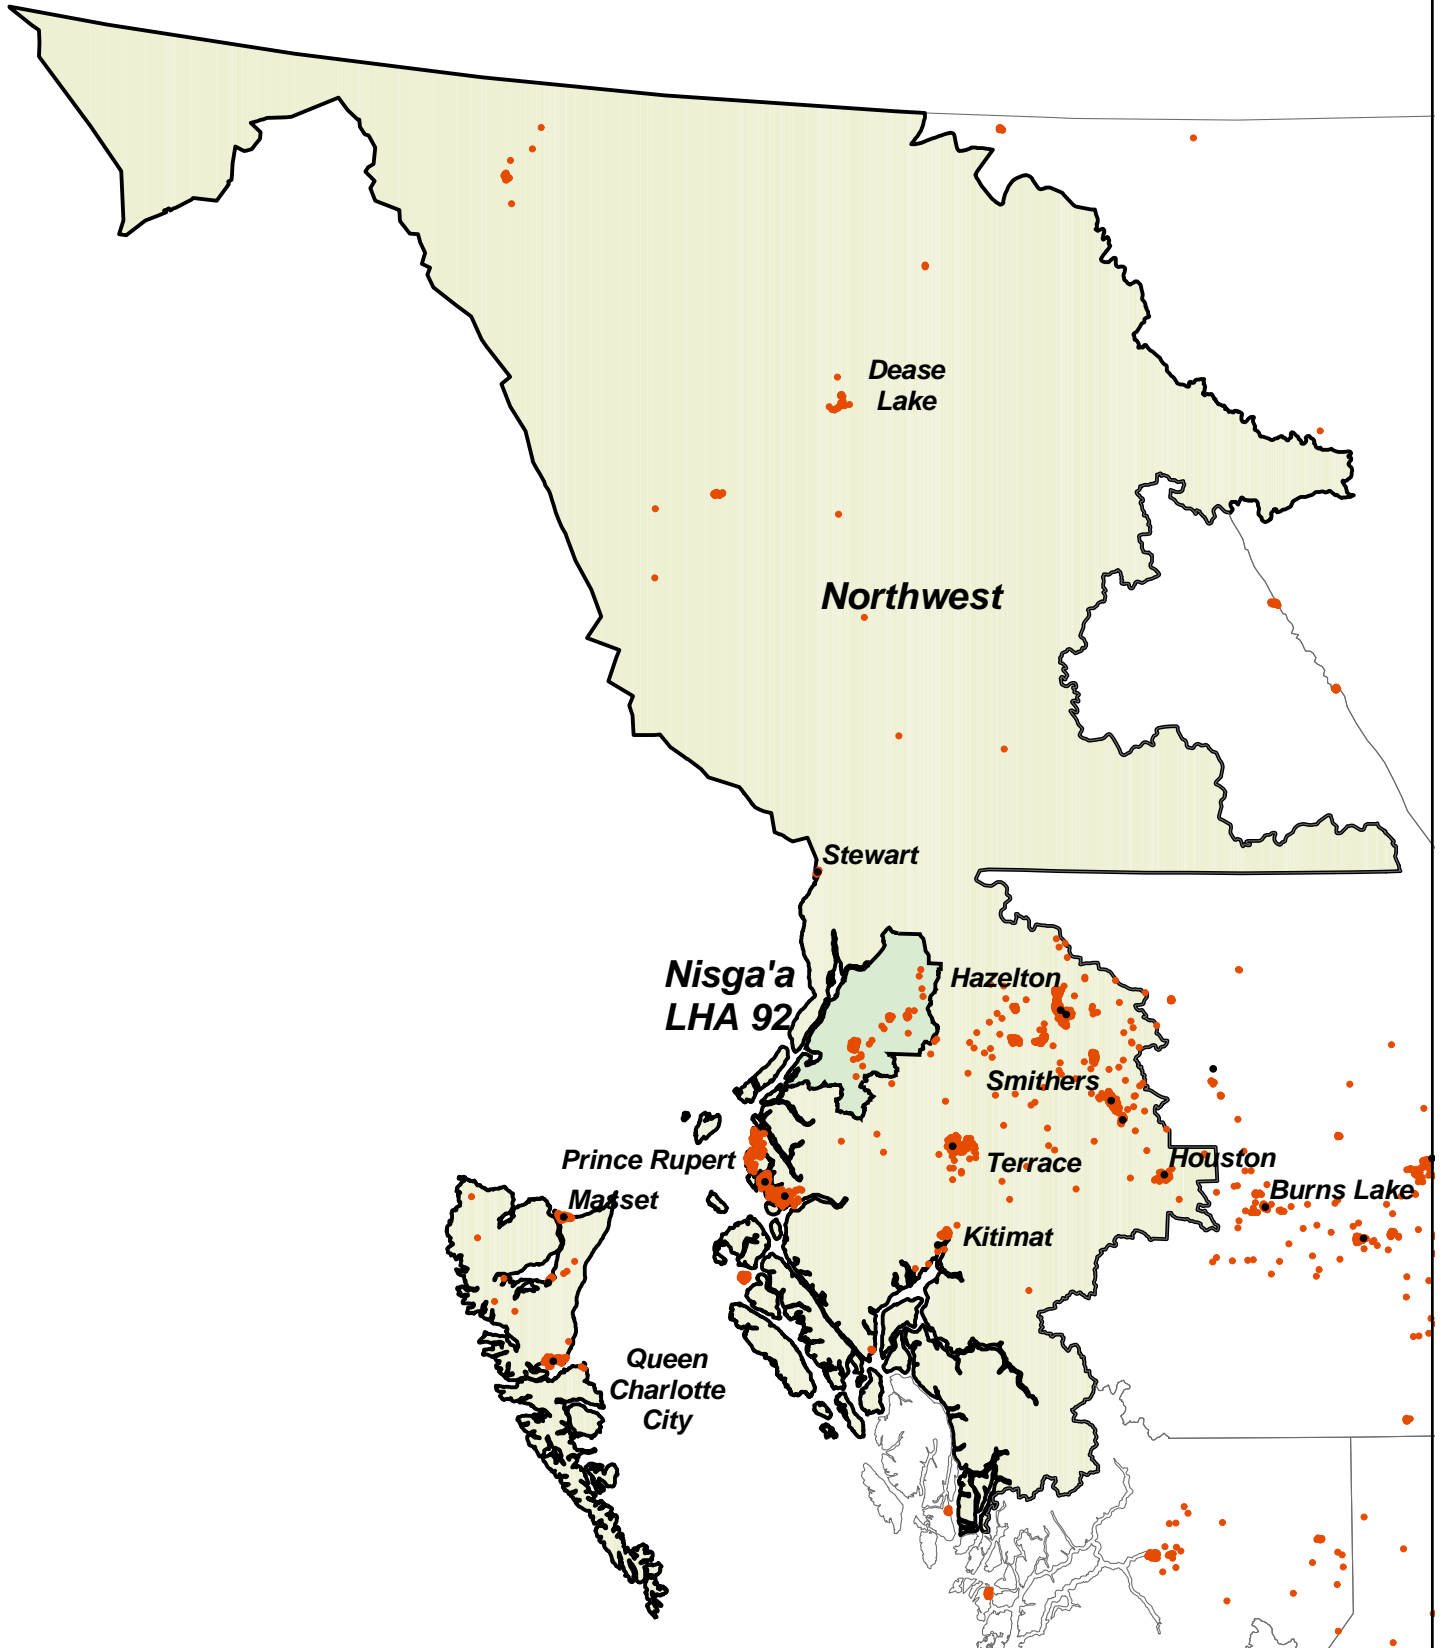 Dease
Lake
Northwest
Stewart
Nisga'a
LHA 92
Hazelton
Smithers
Prince Rupert
Terrace
Houston
Masset
Burns Lake
Kitimat
Queen
Charlotte
City